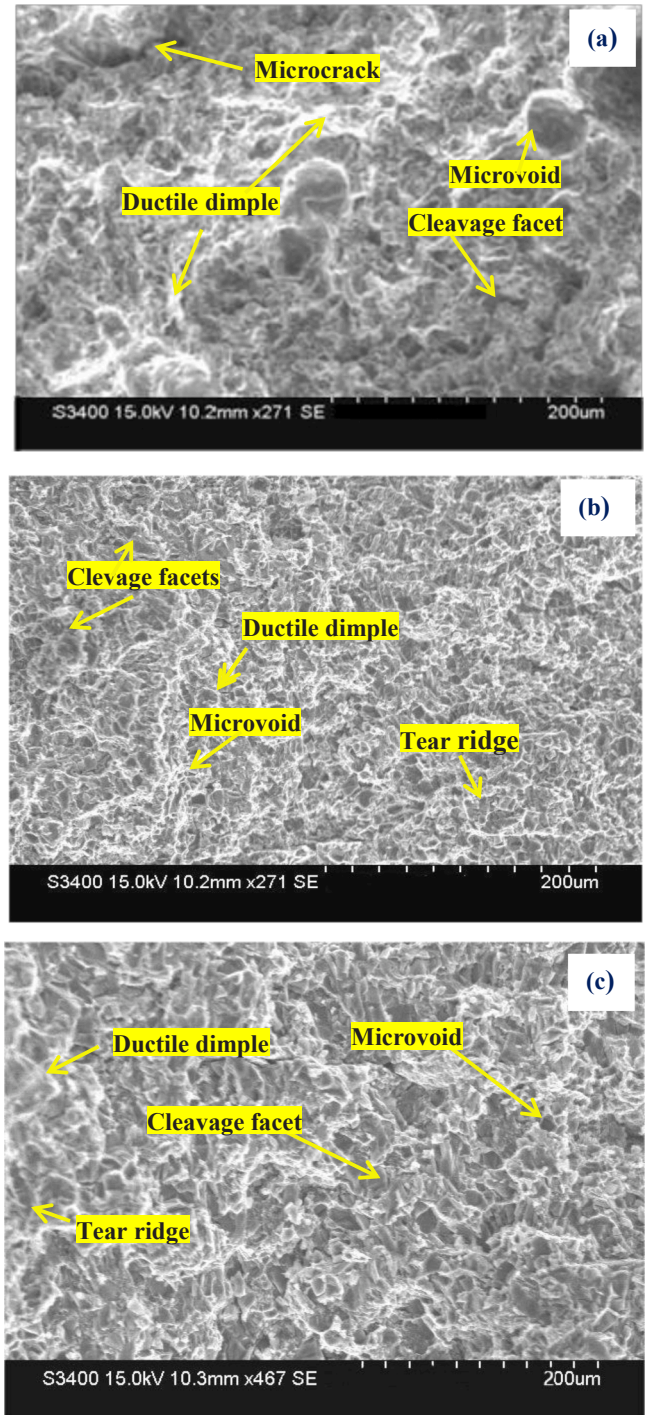 (a)
Microcrack
Microvoid
Ductile dimple
Cleavage facet
S3400 15.0kV 10.2mm x271 SE 200um
(b)
Clevage facets
Ductile dimple
Microvoid
Tear ridge
S3400 15.0kV 10.2mm x271 SE 200um
(c)
Microvoid
Ductile dimple
Cleavage facet
Tear ridge
S3400 15.0kV 10.3mm x467 SE 200um